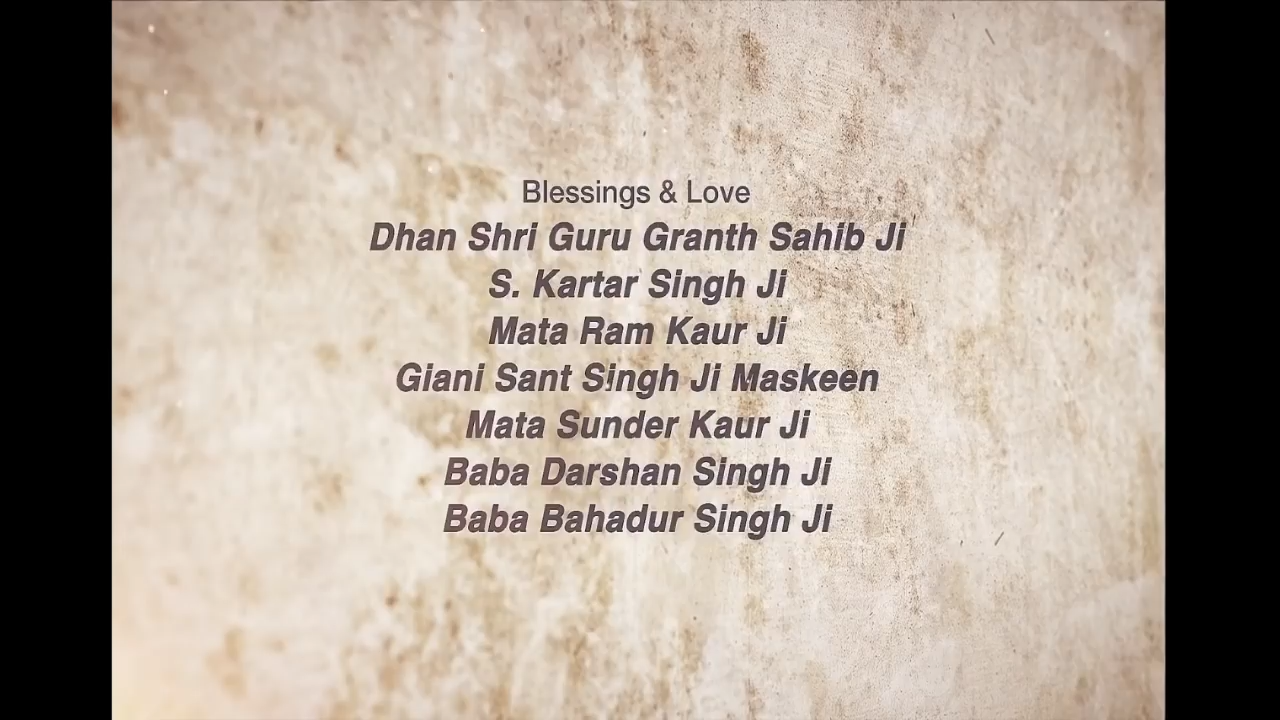 Blessings & Love
Dhan Shri Guru Granth Sahib Ji
S. Kartar Singh Ji
Mata Ram Kaur Ji
Giani Sant Singh Ji Maskeen
Mata Sunder Kaur Ji
Baba Darshan Singh Ji
Baba Bahadur Singh Ji